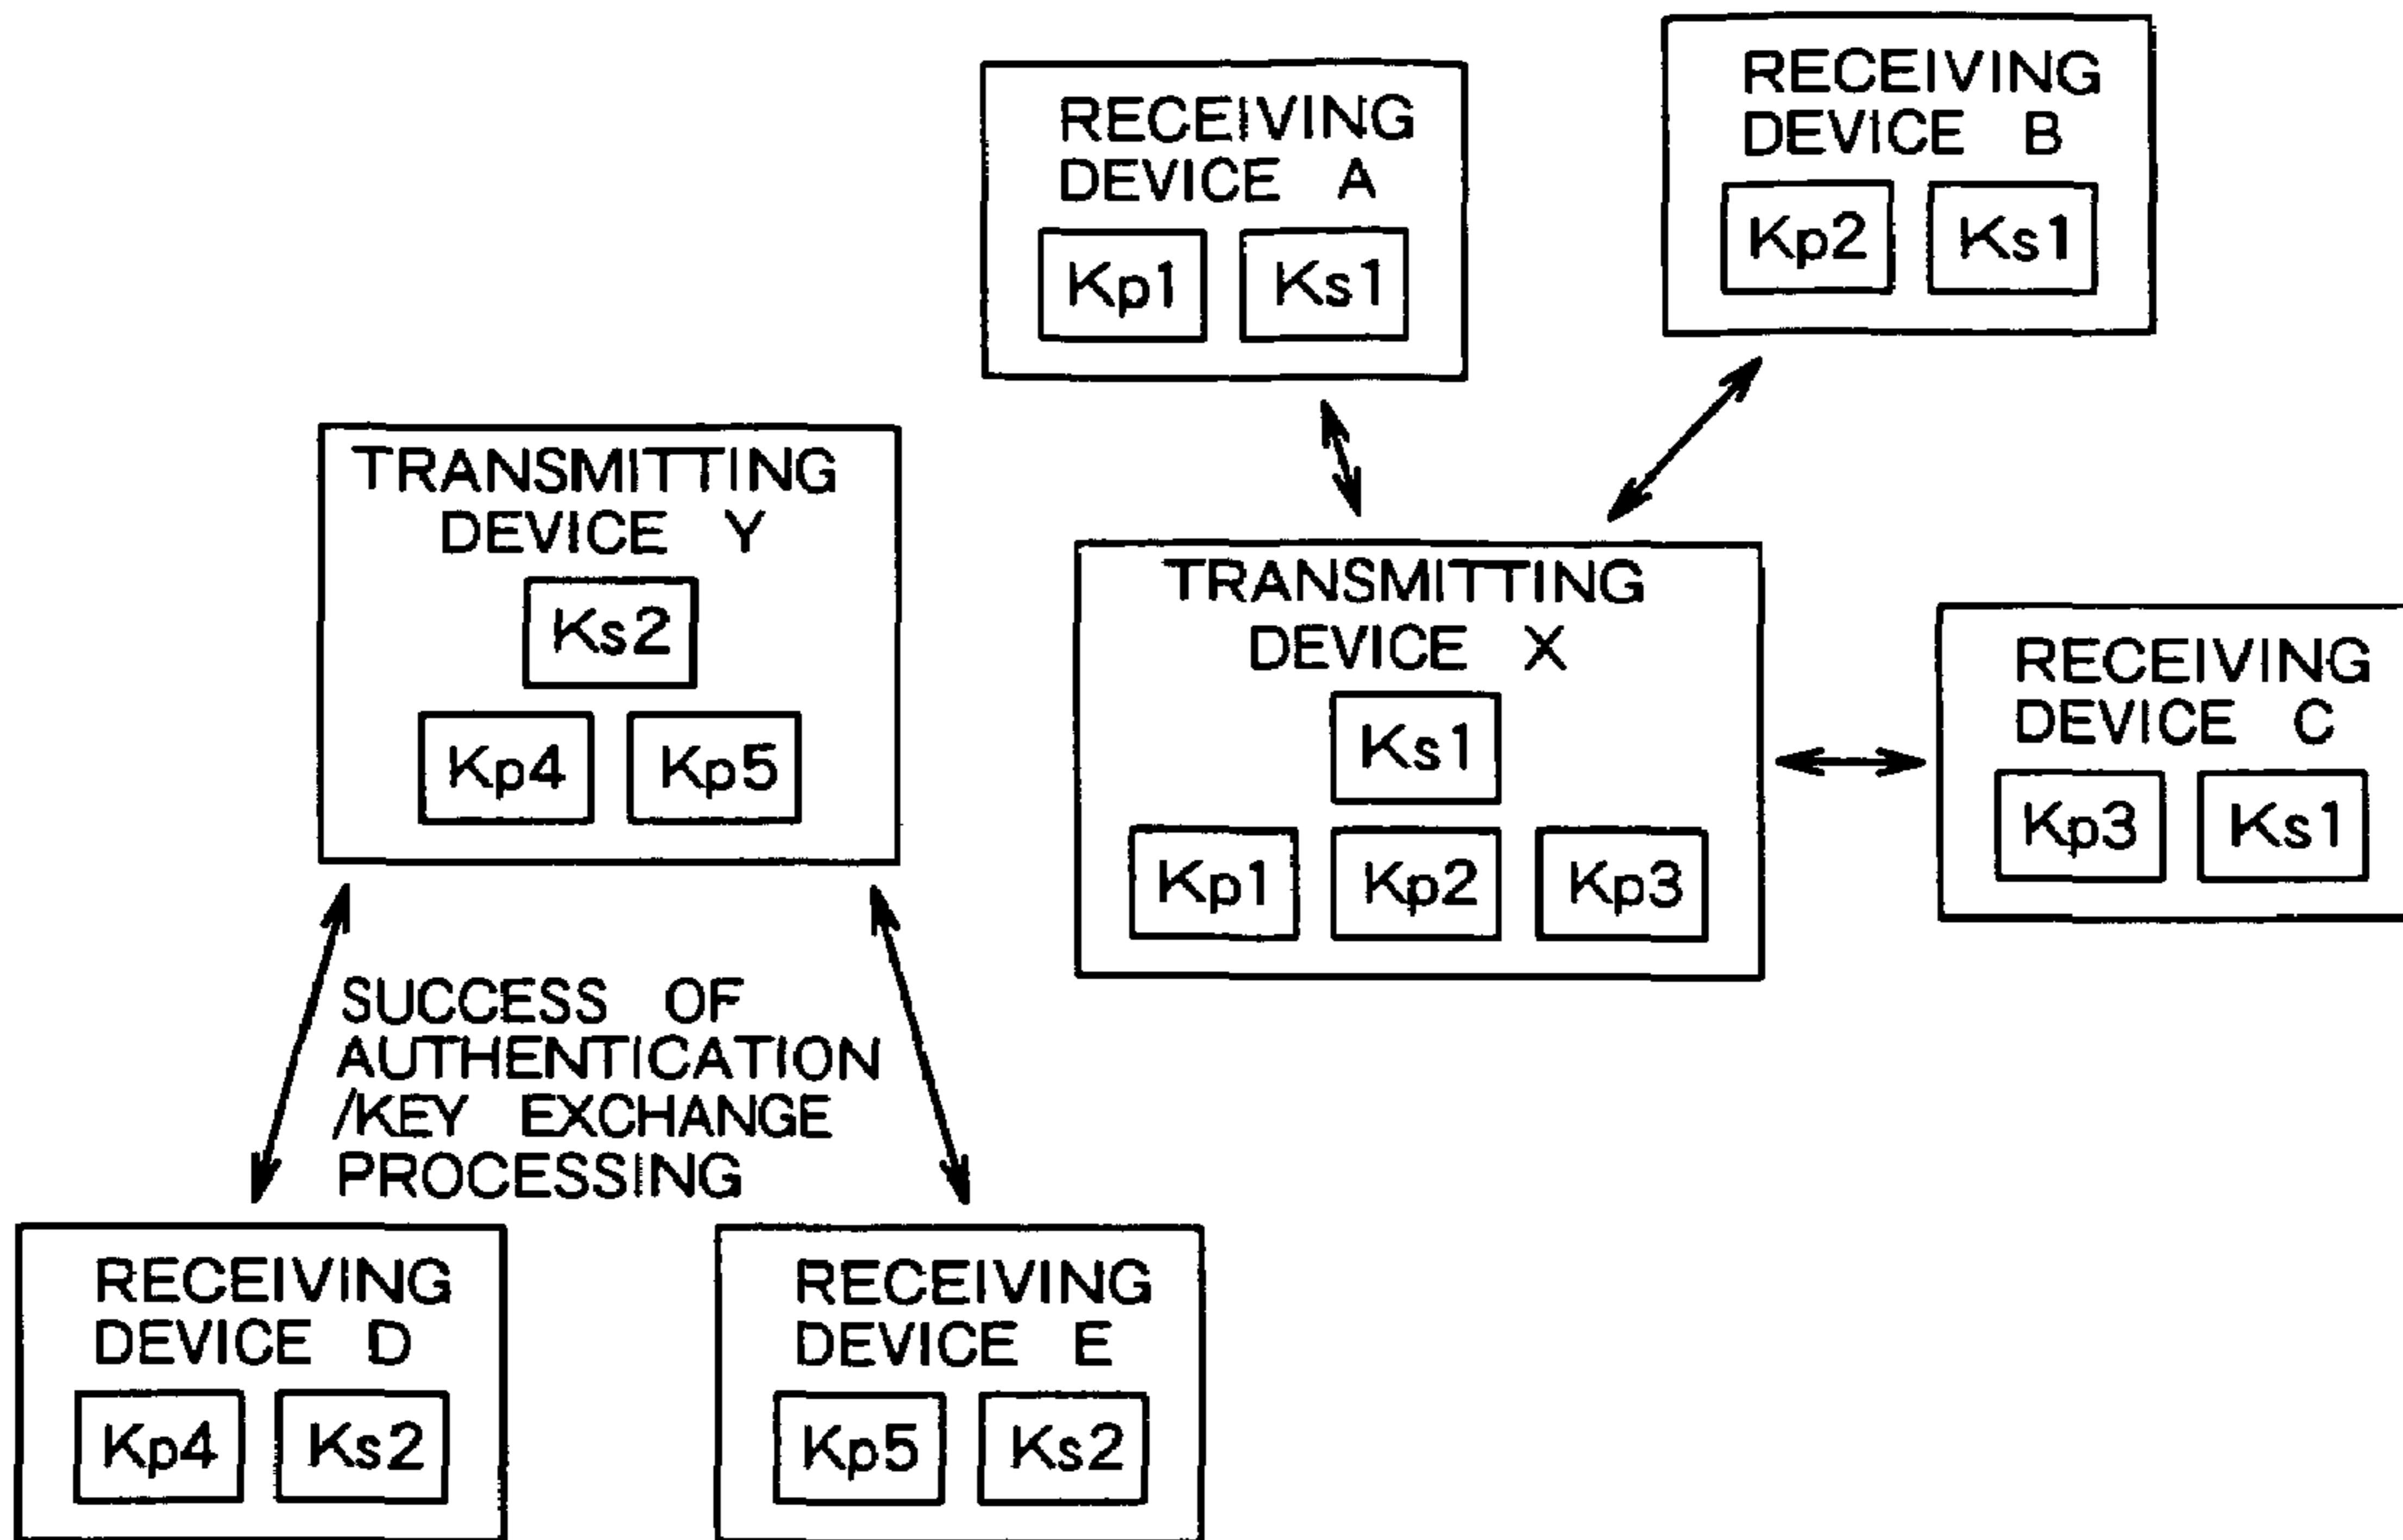 RECEIVING
DEVICE A
Kp1 Ks1
RECEIVING
DEVICE B
Kp2 Ks1
TRANSMITTING
DEVICE Y
Ks2
Kp4 Kp5
TRANSMITTING
DEVICE X
Ks1
Kp1 Kp2 Kp3
RECEIVING
DEVICE C
Kp3 Ks1
SUCCESS OF
AUTHENTICATION
/KEY EXCHANGE
PROCESSING
RECEIVING
DEVICE D
Kp4 Ks2
RECEIVING
DEVICE E
Kp5 Ks2